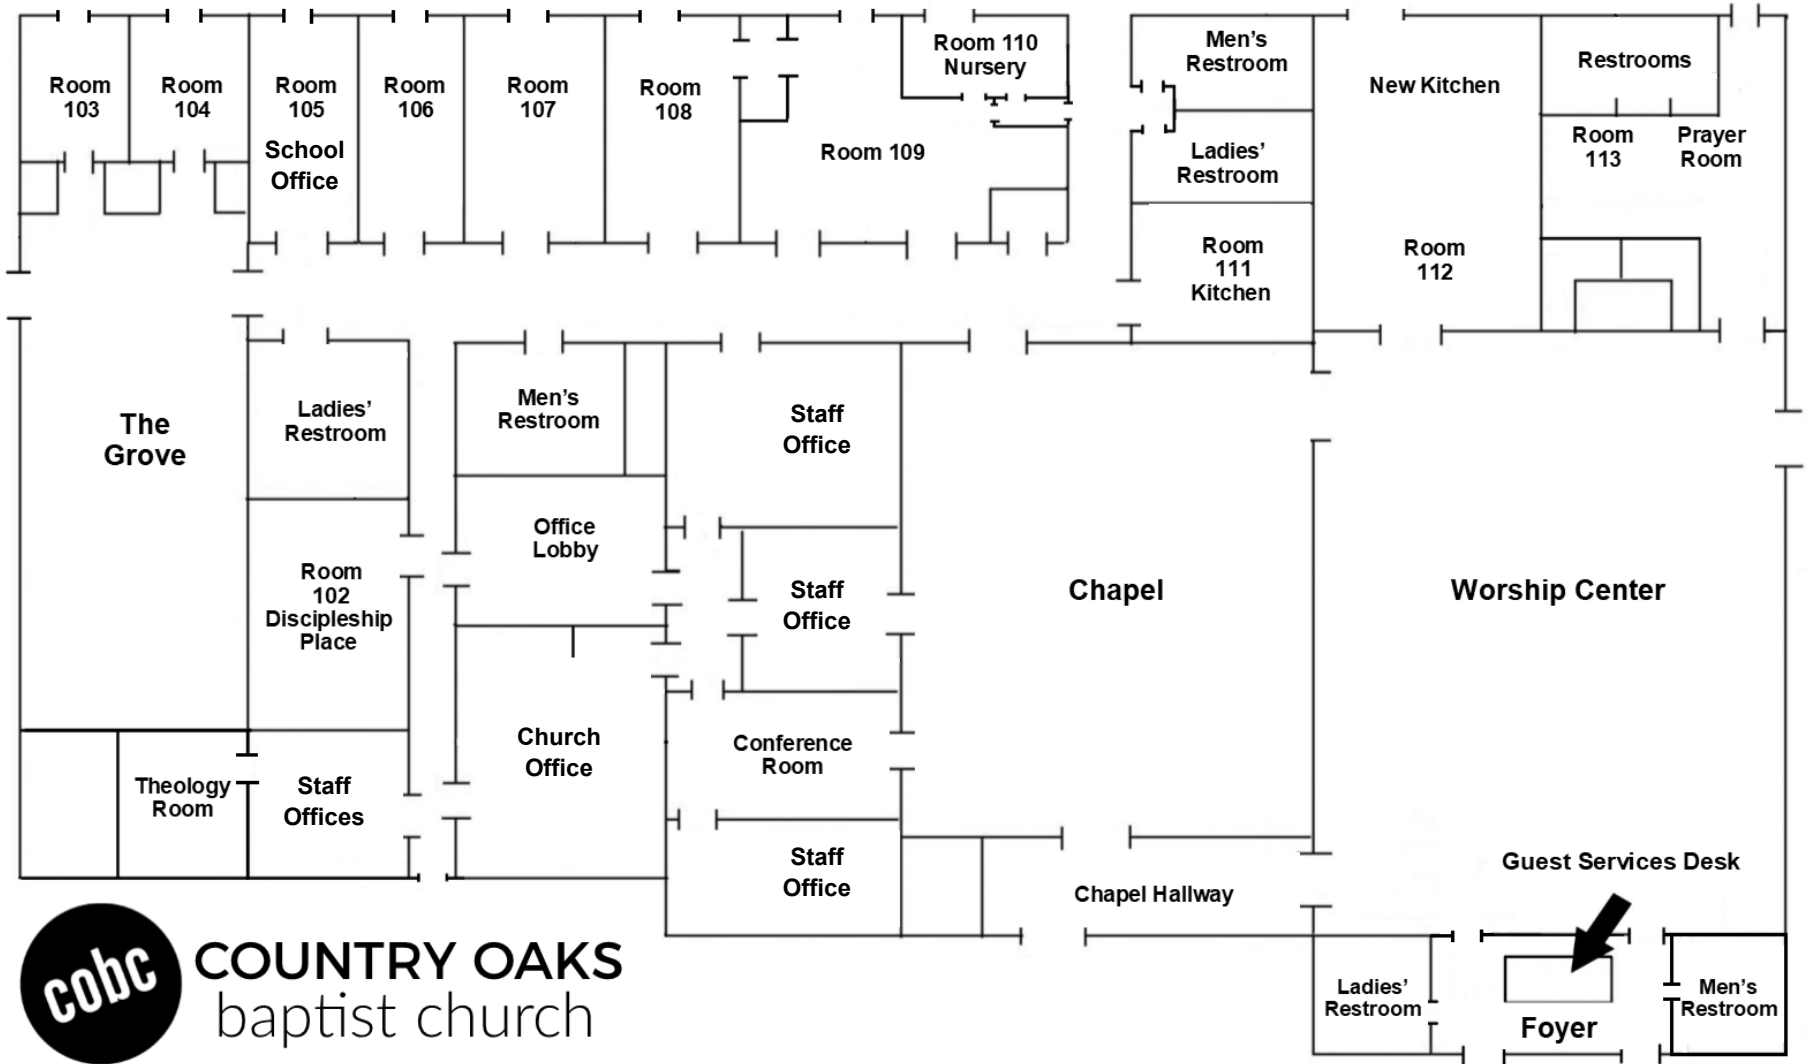 Room
103
Room
104
Room
105
School
Office
Room
106
Room
107
Room
108
Room 109
Room 110
Nursery
Men's
Restroom
Ladies'
Restroom
Room
111
Kitchen
New Kitchen
Room
112
Restrooms
Room
113
Prayer
Room
The
Grove
Ladies'
Restroom
Room
102
Discipleship
Place
Theology
Room
Staff
Offices
Men's
Restroom
Office
Lobby
Church
Office
Staff
Office
Staff
Office
Conference
Room
Staff
Office
Chapel
Chapel Hallway
Worship Center
Guest Services Desk
Ladies'
Restroom
Foyer
Men's
Restroom
cobc
COUNTRY OAKS
baptist church